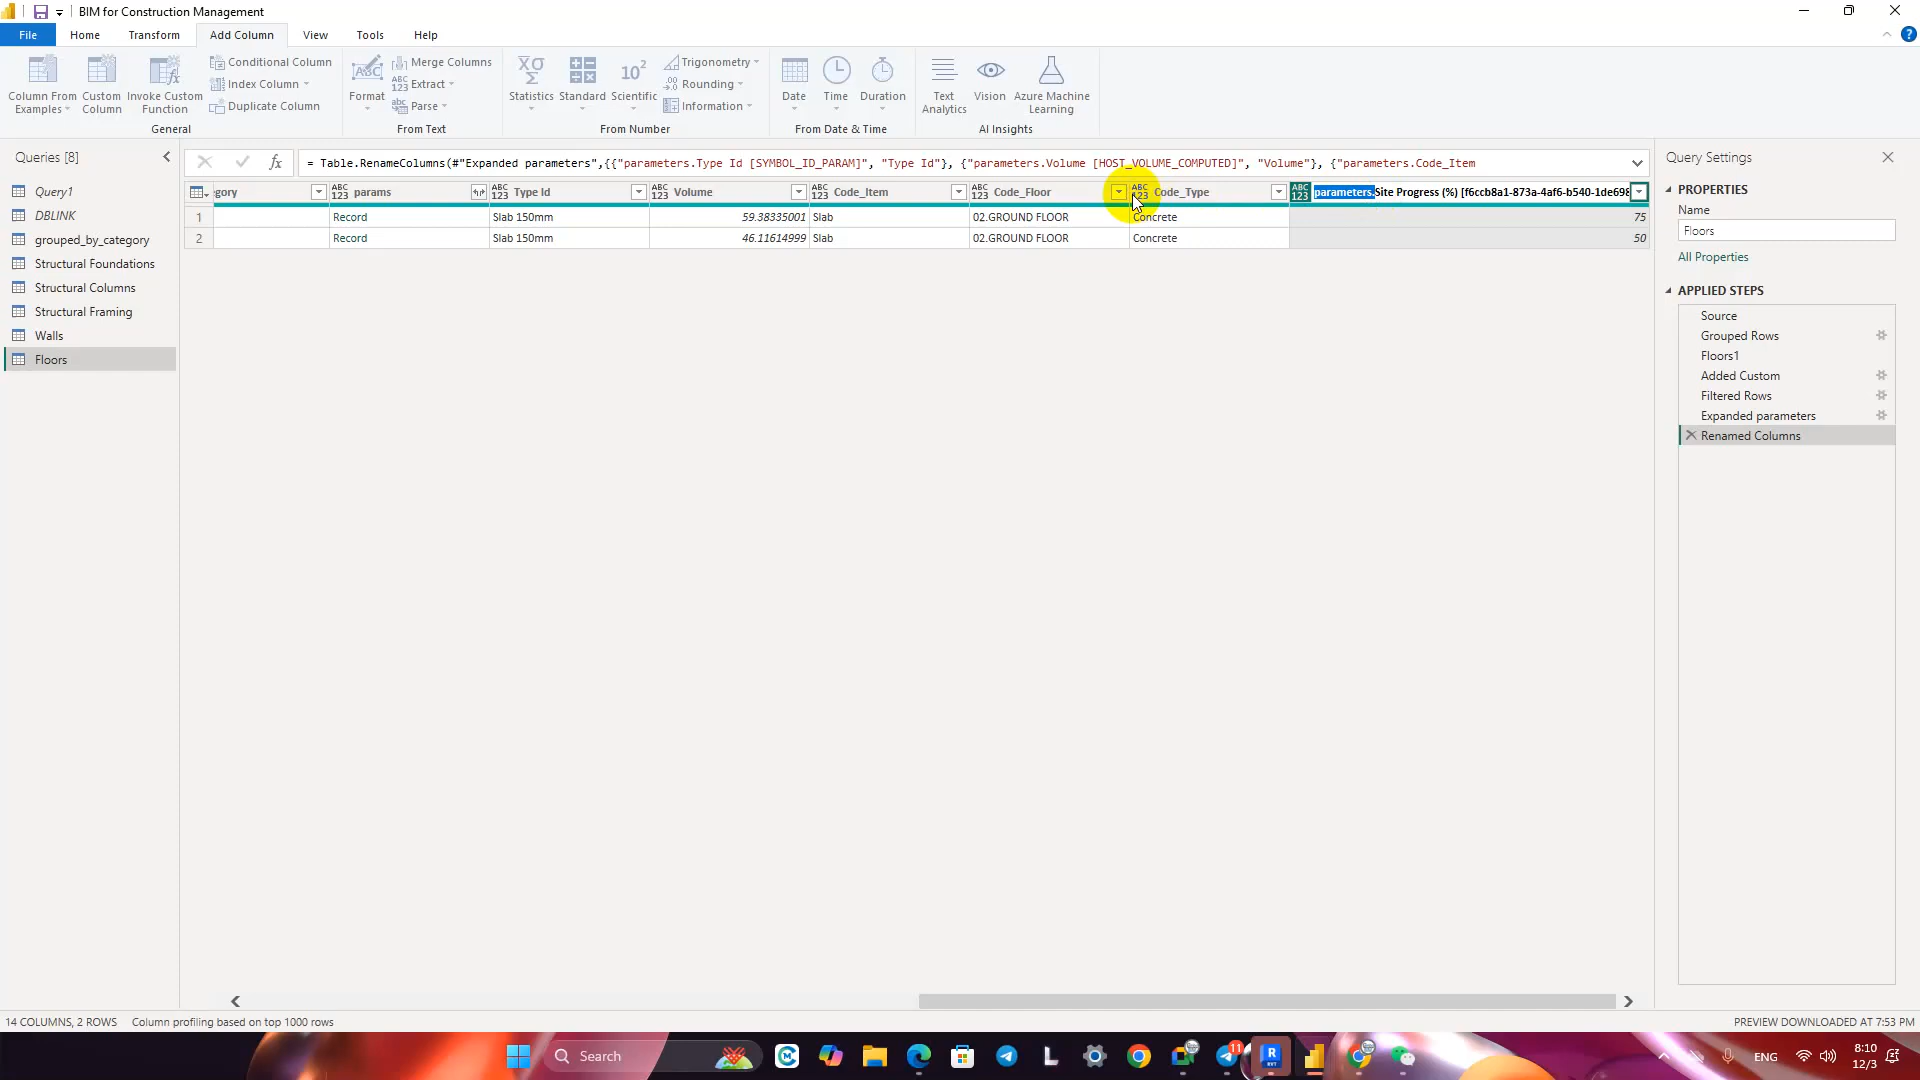 BIM for Construction Management
File Home Transform Add Column View Tools Help
Column From Examples
Custom Column
Invoke Custom Function
Conditional Column
Index Column
Duplicate Column
General
Format
Merge Columns
Extract
Parse
From Text
Statistics
Standard
Scientific
Trigonometry
Rounding
Information
From Number
Date
Time
Duration
From Date & Time
Text Analytics
Vision
Azure Machine Learning
AI Insights
Queries [8]
Query1
DBLINK
grouped_by_category
Structural Foundations
Structural Columns
Structural Framing
Walls
Floors
= Table.RenameColumns(#"Expanded parameters",{{"parameters.Type Id [SYMBOL_ID_PARAM]", "Type Id"}, {"parameters.Volume [HOST_VOLUME_COMPUTED]", "Volume"}, {"parameters.Code_Item
gory params Type Id Volume Code_Item Code_Floor Code_Type parameters.Site Progress (%) [f6ccb8a1-873a-4af6-b540-1de698
1 Record Slab 150mm 59.38335001 Slab 02.GROUND FLOOR Concrete 75
2 Record Slab 150mm 46.11614999 Slab 02.GROUND FLOOR Concrete 50
Query Settings
PROPERTIES
Name
Floors
All Properties
APPLIED STEPS
Source
Grouped Rows
Floors1
Added Custom
Filtered Rows
Expanded parameters
Renamed Columns
14 COLUMNS, 2 ROWS Column profiling based on top 1000 rows
PREVIEW DOWNLOADED AT 7:53 PM
Search
11
ENG
8:10
12/3